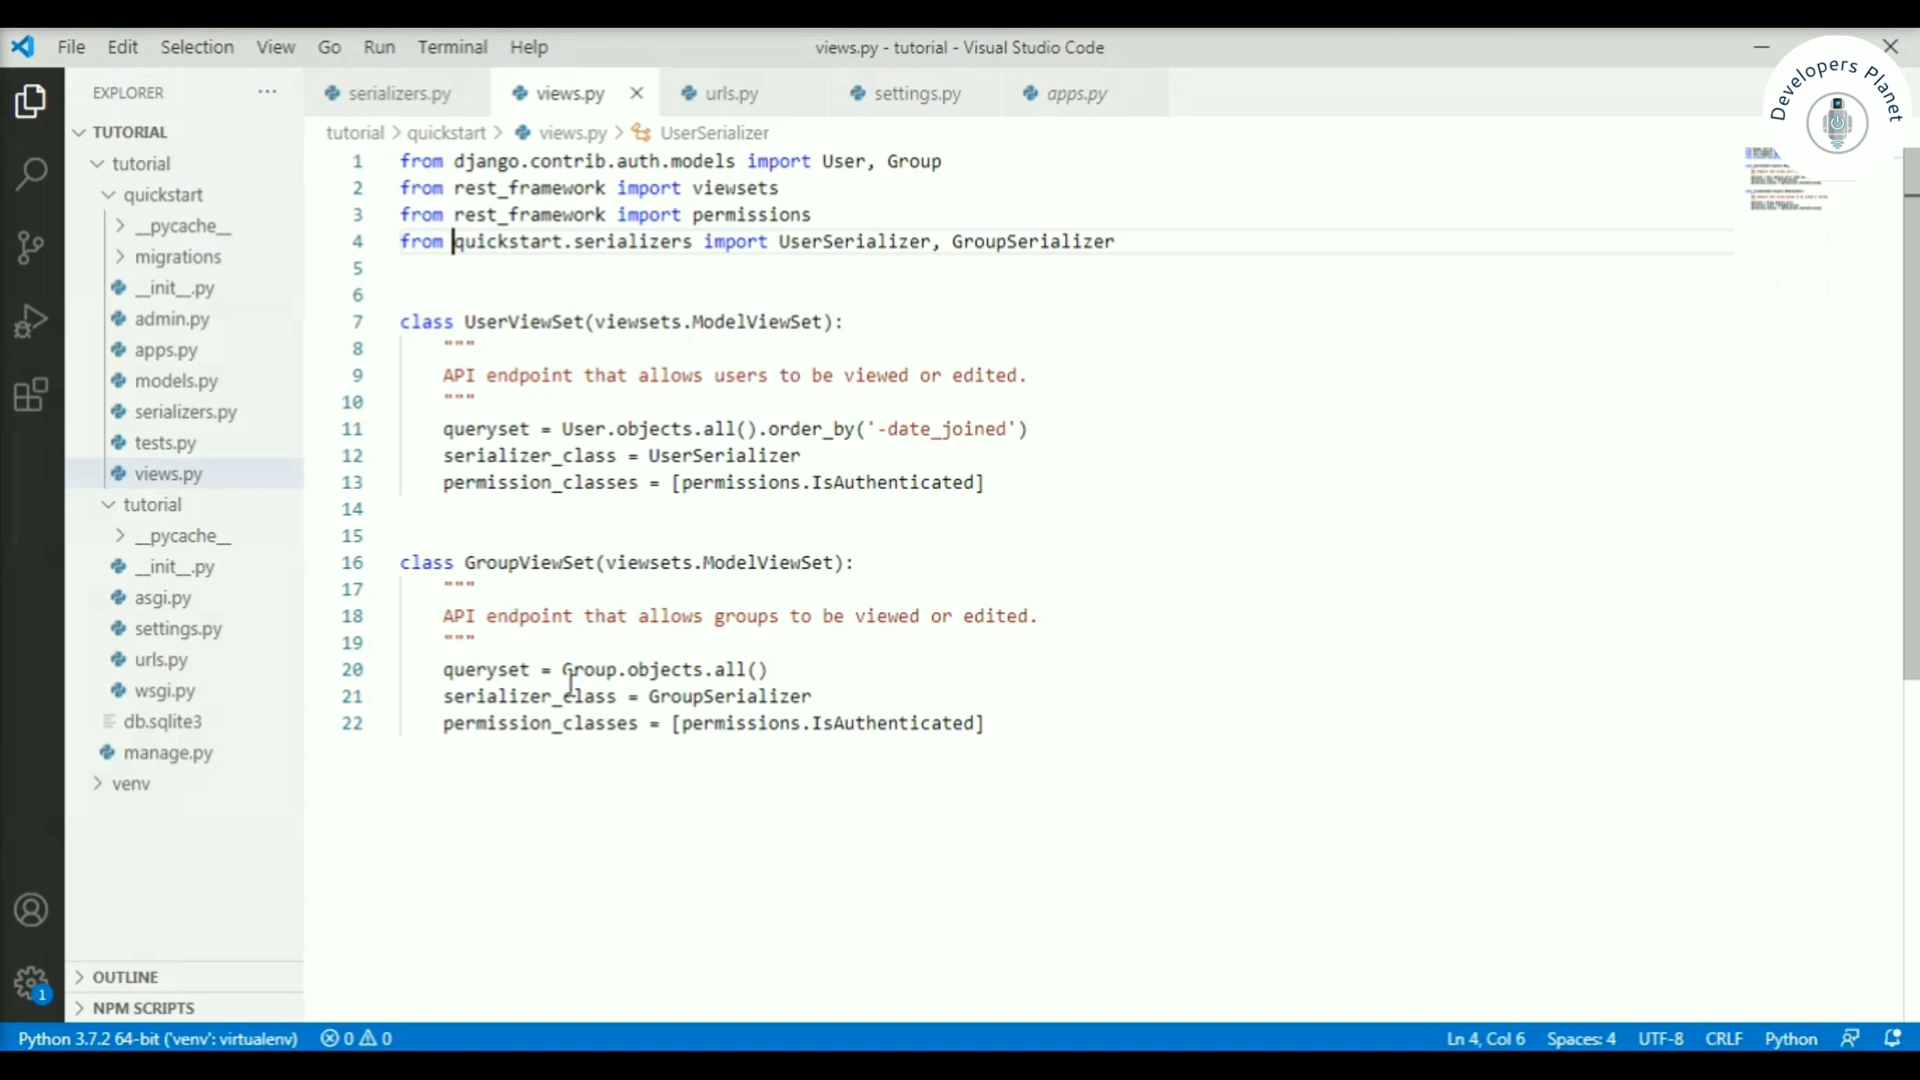 File Edit Selection View Go Run Terminal Help
views.py - tutorial - Visual Studio Code
Developers Planet
EXPLORER
TUTORIAL
tutorial
quickstart
__pycache__
migrations
__init__.py
admin.py
apps.py
models.py
serializers.py
tests.py
views.py
tutorial
__pycache__
__init__.py
asgi.py
settings.py
urls.py
wsgi.py
db.sqlite3
manage.py
venv
OUTLINE
NPM SCRIPTS
serializers.py views.py urls.py settings.py apps.py
tutorial > quickstart > views.py > UserSerializer
1 from django.contrib.auth.models import User, Group
2 from rest_framework import viewsets
3 from rest_framework import permissions
4 from quickstart.serializers import UserSerializer, GroupSerializer
5
6
7 class UserViewSet(viewsets.ModelViewSet):
8 """
9 API endpoint that allows users to be viewed or edited.
10 """
11 queryset = User.objects.all().order_by('-date_joined')
12 serializer_class = UserSerializer
13 permission_classes = [permissions.IsAuthenticated]
14
15
16 class GroupViewSet(viewsets.ModelViewSet):
17 """
18 API endpoint that allows groups to be viewed or edited.
19 """
20 queryset = Group.objects.all()
21 serializer_class = GroupSerializer
22 permission_classes = [permissions.IsAuthenticated]
1
Python 3.7.2 64-bit ('venv': virtualenv) 0 0 Ln 4, Col 6 Spaces: 4 UTF-8 CRLF Python